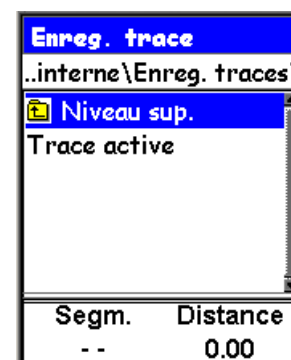 Enreg. trace
..interne\Enreg. traces
Niveau sup.
Trace active
Segm. Distance
- - 0.00